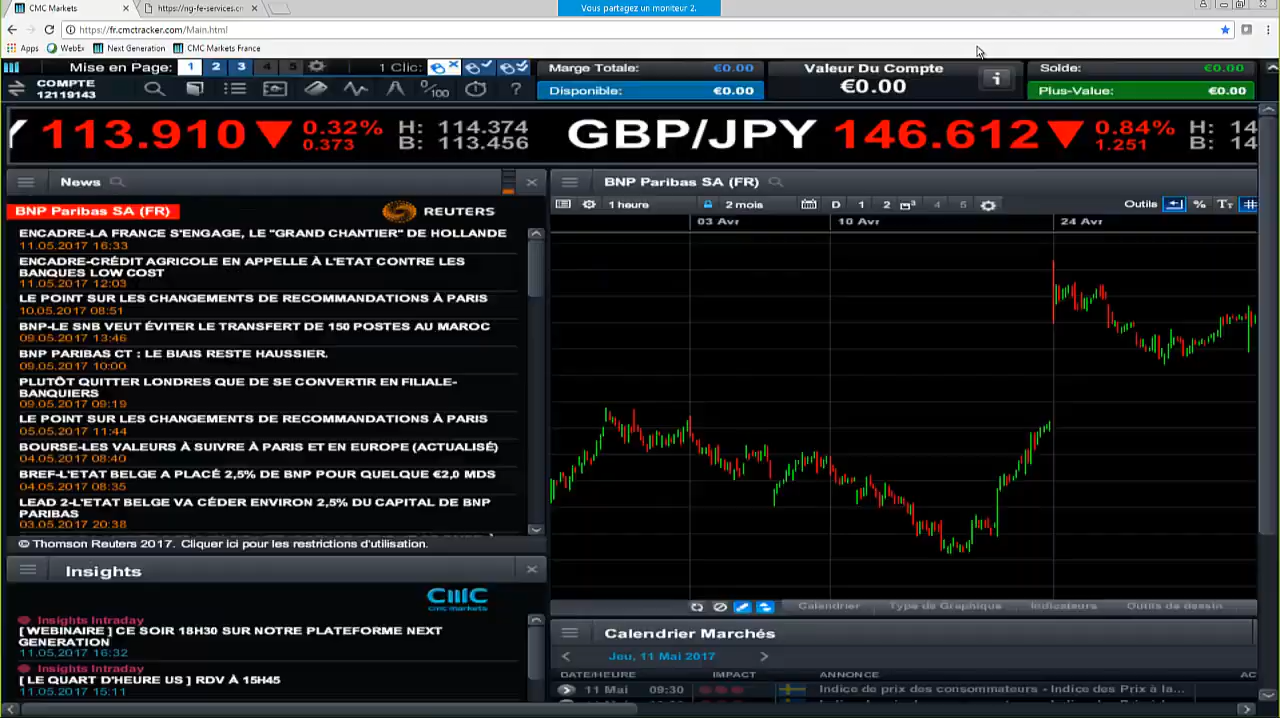 CMC Markets
https://ng-fe-services.cn
Vous partagez un moniteur 2.
https://fr.cmctracker.com/Main.html
Apps
WebEx
Next Generation
CMC Markets France
Mise en Page: 1 2 3 4 5
1 Clic:
COMPTE
12119143
%/100
?
Marge Totale: €0.00
Disponible: €0.00
Valeur Du Compte
€0.00
i
Solde: €0.00
Plus-Value: €0.00
Y 113.910 0.32% H: 114.374
0.373 B: 113.456
GBP/JPY 146.612 0.84% H: 14
1.251 B: 14
News
BNP Paribas SA (FR)
REUTERS
ENCADRE-LA FRANCE S'ENGAGE, LE "GRAND CHANTIER" DE HOLLANDE
11.05.2017 16:33
ENCADRE-CRÉDIT AGRICOLE EN APPELLE À L'ETAT CONTRE LES
BANQUES LOW COST
11.05.2017 12:03
LE POINT SUR LES CHANGEMENTS DE RECOMMANDATIONS À PARIS
10.05.2017 08:51
BNP-LE SNB VEUT ÉVITER LE TRANSFERT DE 150 POSTES AU MAROC
09.05.2017 13:46
BNP PARIBAS CT : LE BIAIS RESTE HAUSSIER.
09.05.2017 10:00
PLUTÔT QUITTER LONDRES QUE DE SE CONVERTIR EN FILIALE-
BANQUIERS
09.05.2017 09:19
LE POINT SUR LES CHANGEMENTS DE RECOMMANDATIONS À PARIS
05.05.2017 11:44
BOURSE-LES VALEURS À SUIVRE À PARIS ET EN EUROPE (ACTUALISÉ)
04.05.2017 08:40
BREF-L'ETAT BELGE A PLACÉ 2,5% DE BNP POUR QUELQUE €2,0 MDS
04.05.2017 08:35
LEAD 2-L'ETAT BELGE VA CÉDER ENVIRON 2,5% DU CAPITAL DE BNP
PARIBAS
03.05.2017 20:38
© Thomson Reuters 2017. Cliquer ici pour les restrictions d'utilisation.
Insights
CMC
cmc markets
Insights Intraday
[ WEBINAIRE ] CE SOIR 18H30 SUR NOTRE PLATEFORME NEXT
GENERATION
11.05.2017 16:32
Insights Intraday
[ LE QUART D'HEURE US ] RDV À 15H45
11.05.2017 15:11
BNP Paribas SA (FR)
1 heure
2 mois
D 1 2 3 4 5
Outils
%
TT
03 Avr
10 Avr
24 Avr
Calendrier
Type de Graphique
Indicateurs
Outils de dessin
Calendrier Marchés
Jeu, 11 Mai 2017
DATE/HEURE IMPACT ANNONCE AC
11 Mai 09:30 Indice de prix des consommateurs - Indice des Prix à la...